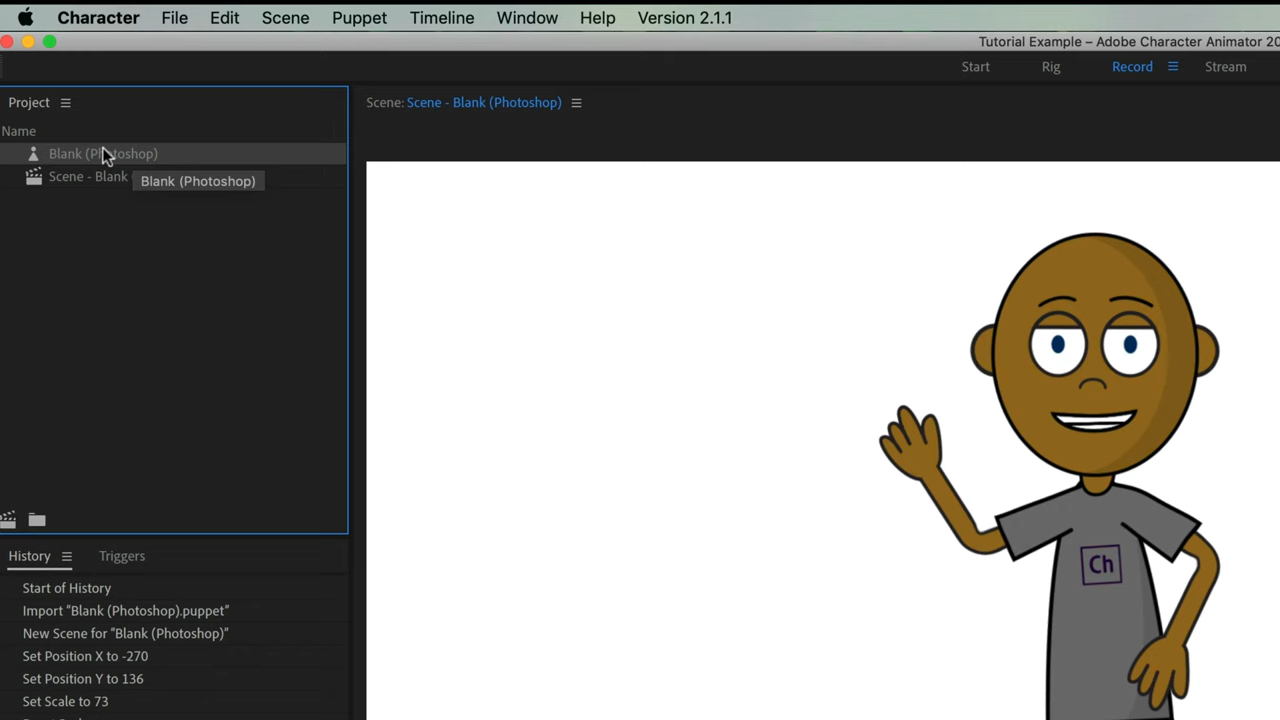 Character File Edit Scene Puppet Timeline Window Help Version 2.1.1
Tutorial Example – Adobe Character Animator 20
Start Rig Record Stream
Project
Scene: Scene - Blank (Photoshop)
Name
Blank (Photoshop)
Scene - Blank
Blank (Photoshop)
Ch
History Triggers
Start of History
Import "Blank (Photoshop).puppet"
New Scene for "Blank (Photoshop)"
Set Position X to -270
Set Position Y to 136
Set Scale to 73